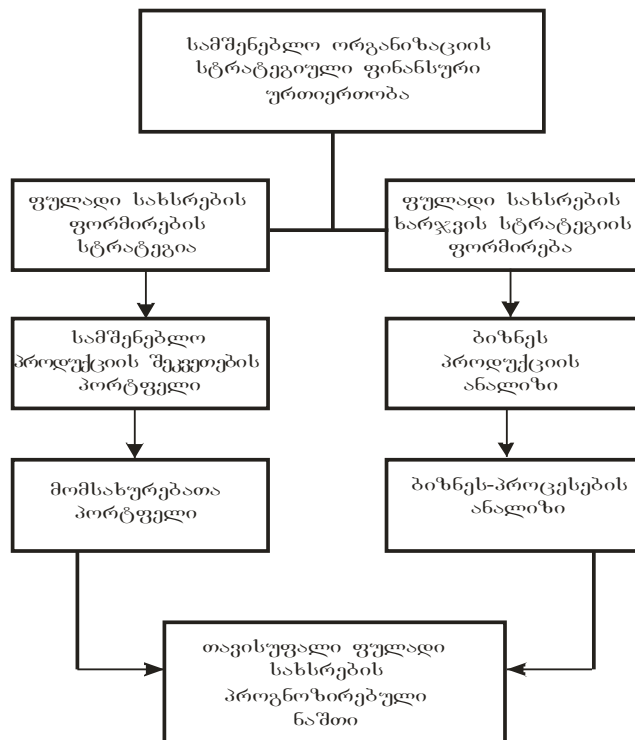 სამშენებლო ორგანიზაციის
სტრატეგიული ფინანსური
ურთიერთობა
ფულადი სახსრების
ფორმირების
სტრატეგია
ფულადი სახსრების
ხარჯვის სტრატეგიის
ფორმირება
სამშენებლო
პროდუქციის შეკვეთების
პორტფელი
ბიზნეს
პროდუქციის
ანალიზი
მომსახურებათა
პორტფელი
ბიზნეს-პროცესების
ანალიზი
თავისუფალი ფულადი
სახსრების
პროგნოზირებული
ნაშთი